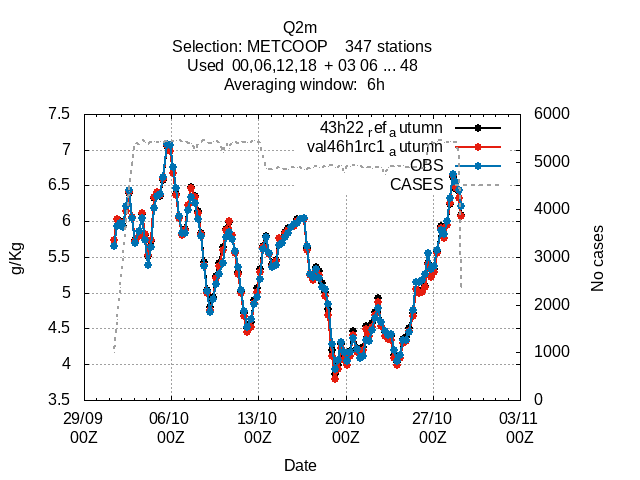 Q2m
Selection: METCOOP    347 stations
Used  00,06,12,18  + 03 06 ... 48
Averaging window:  6h
7.5
7
6.5
6
5.5
5
4.5
4
3.5
g/Kg
43h22_ref_autumn
val46h1rc1_autumn
OBS
CASES
6000
5000
4000
3000
2000
1000
0
No cases
29/09 06/10 13/10 20/10 27/10 03/11
00Z 00Z 00Z 00Z 00Z 00Z
Date